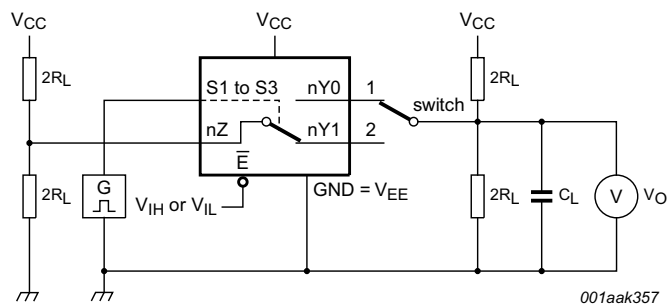 VCC VCC VCC
2RL S1 to S3 nY0 1 2RL
switch
nZ nY1 2
E
2RL G VIH or VIL GND = VEE 2RL CL V VO
001aak357